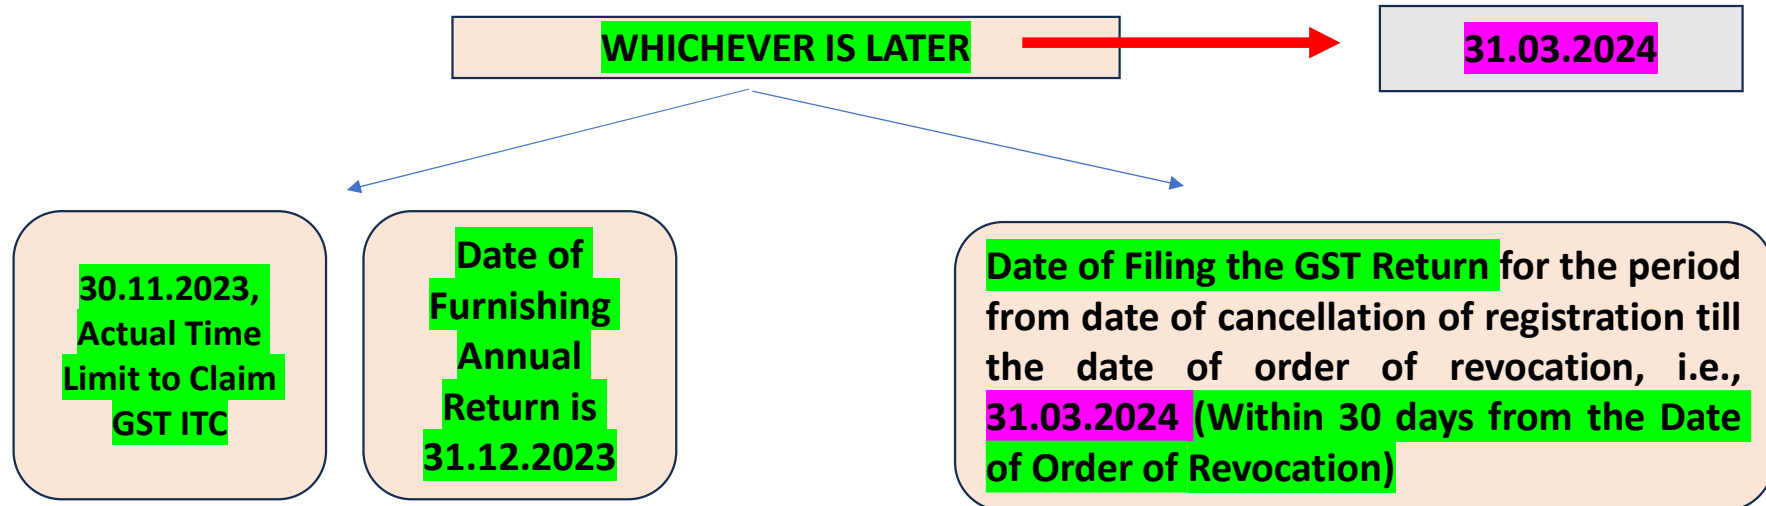 WHICHEVER IS LATER
31.03.2024
30.11.2023,
Actual Time
Limit to Claim
GST ITC
Date of
Furnishing
Annual
Return is
31.12.2023
Date of Filing the GST Return for the period
from date of cancellation of registration till
the date of order of revocation, i.e.,
31.03.2024 (Within 30 days from the Date
of Order of Revocation)